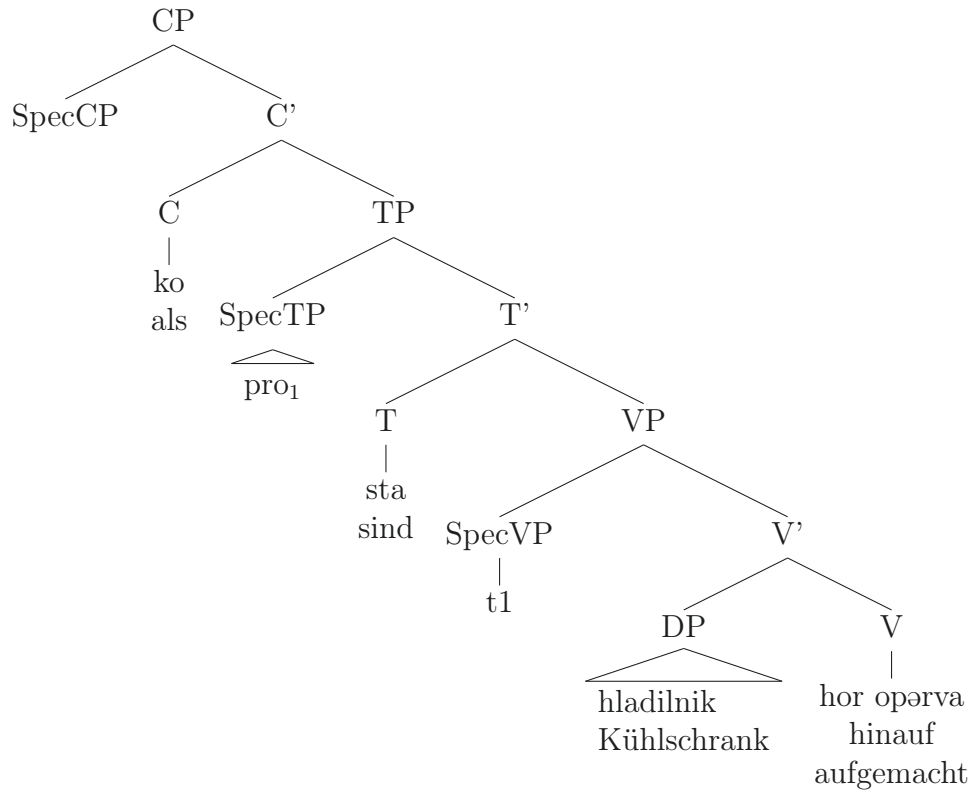 CP
SpecCP C’
C TP
ko
als
SpecTP T’
pro₁
T VP
sta
sind
SpecVP V’
t1
DP V
hladilnik
Kühlschrank
hor opərva
hinauf
aufgemacht